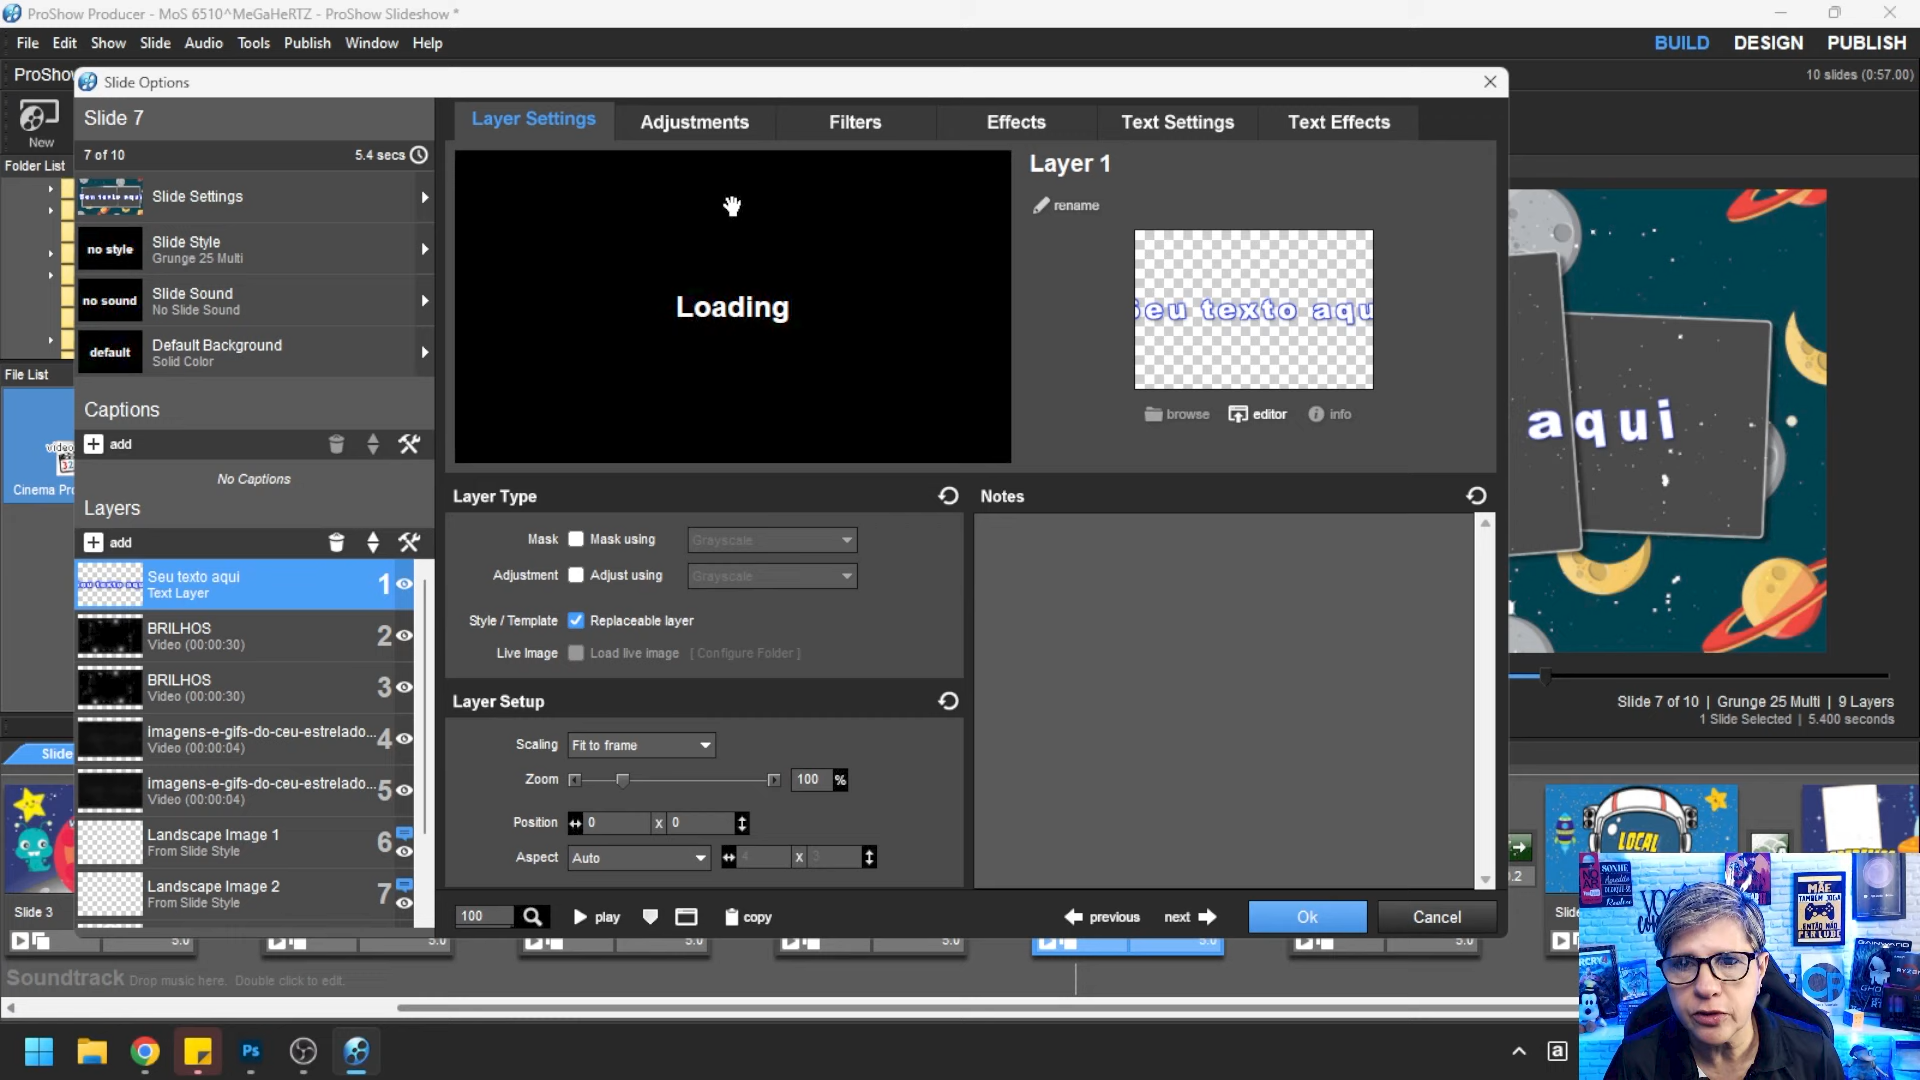 ProShow Producer - MoS 6510^MeGaHeRTZ - ProShow Slideshow *
File Edit Show Slide Audio Tools Publish Window Help
BUILD DESIGN PUBLISH
10 slides (0:57.00)
Slide Options
New
Folder List
File List
Slide 7
7 of 10 5.4 secs
Slide Settings
no style Slide Style
Grunge 25 Multi
no sound Slide Sound
No Slide Sound
default Default Background
Solid Color
Captions
add
No Captions
Layers
add
Seu texto aqui
Text Layer
1
BRILHOS
Video (00:00:30)
2
BRILHOS
Video (00:00:30)
3
imagens-e-gifs-do-ceu-estrelado...
Video (00:00:04)
4
imagens-e-gifs-do-ceu-estrelado...
Video (00:00:04)
5
Landscape Image 1
From Slide Style
6
Landscape Image 2
From Slide Style
7
Layer Settings Adjustments Filters Effects Text Settings Text Effects
Loading
Layer 1
rename
browse editor info
Layer Type
Mask Mask using Grayscale
Adjustment Adjust using Grayscale
Style / Template Replaceable layer
Live Image Load live image [ Configure Folder ]
Layer Setup
Scaling Fit to frame
Zoom 100 %
Position 0 x 0
Aspect Auto 4 x 3
Notes
100 play copy
previous next Ok Cancel
aqui
Slide 7 of 10 | Grunge 25 Multi | 9 Layers
1 Slide Selected | 5.400 seconds
Slide 3
LOCAL
Soundtrack Drop music here. Double click to edit.
Ps
a
MÃE
TAMBÉM JOGA